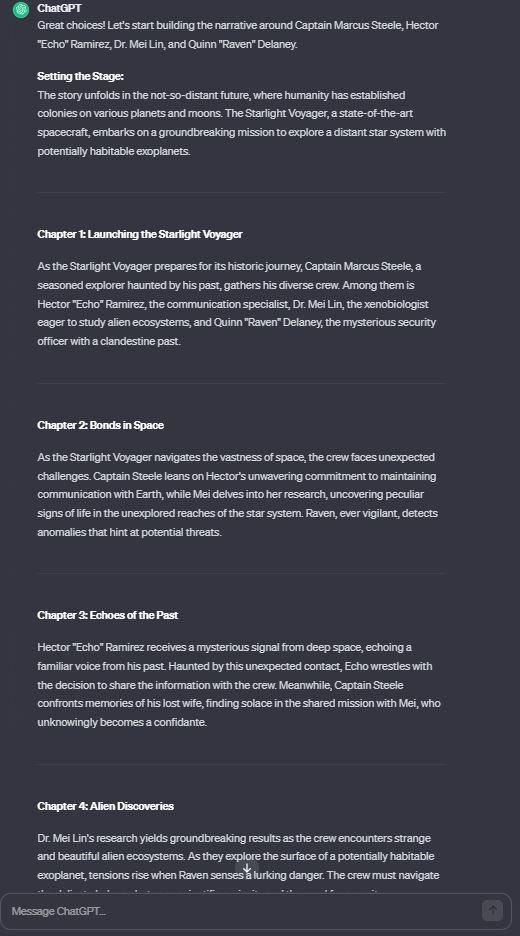 ChatGPT
Great choices! Let's start building the narrative around Captain Marcus Steele, Hector
"Echo" Ramirez, Dr. Mei Lin, and Quinn "Raven" Delaney.
Setting the Stage:
The story unfolds in the not-so-distant future, where humanity has established
colonies on various planets and moons. The Starlight Voyager, a state-of-the-art
spacecraft, embarks on a groundbreaking mission to explore a distant star system with
potentially habitable exoplanets.
Chapter 1: Launching the Starlight Voyager
As the Starlight Voyager prepares for its historic journey, Captain Marcus Steele, a
seasoned explorer haunted by his past, gathers his diverse crew. Among them is
Hector "Echo" Ramirez, the communication specialist, Dr. Mei Lin, the xenobiologist
eager to study alien ecosystems, and Quinn "Raven" Delaney, the mysterious security
officer with a clandestine past.
Chapter 2: Bonds in Space
As the Starlight Voyager navigates the vastness of space, the crew faces unexpected
challenges. Captain Steele leans on Hector's unwavering commitment to maintaining
communication with Earth, while Mei delves into her research, uncovering peculiar
signs of life in the unexplored reaches of the star system. Raven, ever vigilant, detects
anomalies that hint at potential threats.
Chapter 3: Echoes of the Past
Hector "Echo" Ramirez receives a mysterious signal from deep space, echoing a
familiar voice from his past. Haunted by this unexpected contact, Echo wrestles with
the decision to share the information with the crew. Meanwhile, Captain Steele
confronts memories of his lost wife, finding solace in the shared mission with Mei, who
unknowingly becomes a confidante.
Chapter 4: Alien Discoveries
Dr. Mei Lin's research yields groundbreaking results as the crew encounters strange
and beautiful alien ecosystems. As they explore the surface of a potentially habitable
exoplanet, tensions rise when Raven senses a lurking danger. The crew must navigate
Message ChatGPT...